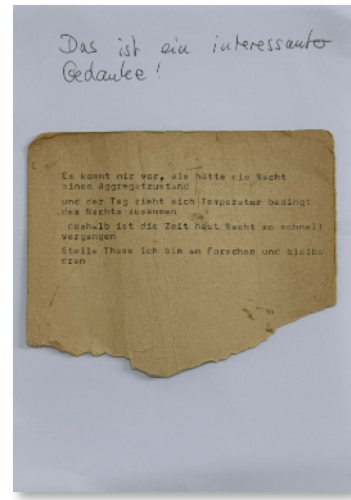 Das ist ein interessanter
Gedanke!
Es kommt mir vor, als hätte die Nacht
einen Aggregatzustand
und der Tag zieht sich Temperatur bedingt
des Nachts zusammen
deshalb ist die Zeit heut Nacht so schnell
vergangen
Stelle These ich bin am Forschen und bleibe
dran